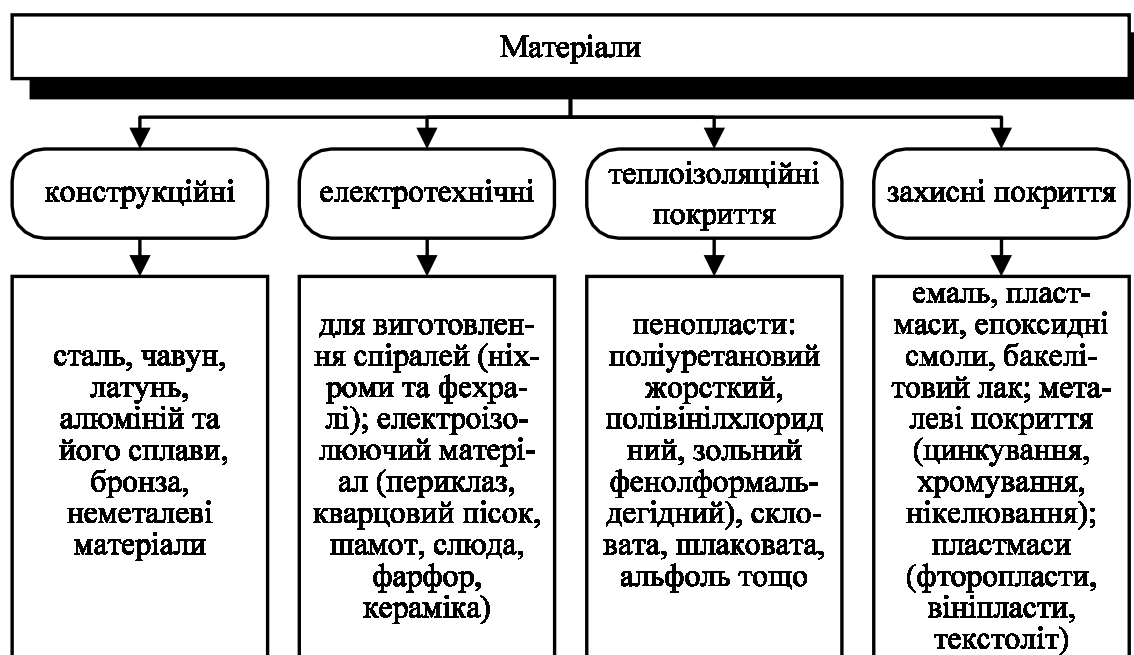 Матеріали
конструкційні
електротехнічні
теплоізоляційні
покриття
захисні покриття
сталь, чавун,
латунь,
алюміній та
його сплави,
бронза,
неметалеві
матеріали
для виготовлен-
ня спіралей (ніх-
роми та фехра-
лі); електроізо-
люючий матері-
ал (периклаз,
кварцовий пісок,
шамот, слюда,
фарфор,
кераміка)
пенопласти:
поліуретановий
жорсткий,
полівінілхлорид
ний, зольний
фенолформаль-
дегідний), скло-
вата, шлаковата,
альфоль тощо
емаль, пласт-
маси, епоксидні
смоли, бакелі-
товий лак; мета-
леві покриття
(цинкування,
хромування,
нікелювання);
пластмаси
(фторопласти,
вініпласти,
текстоліт)